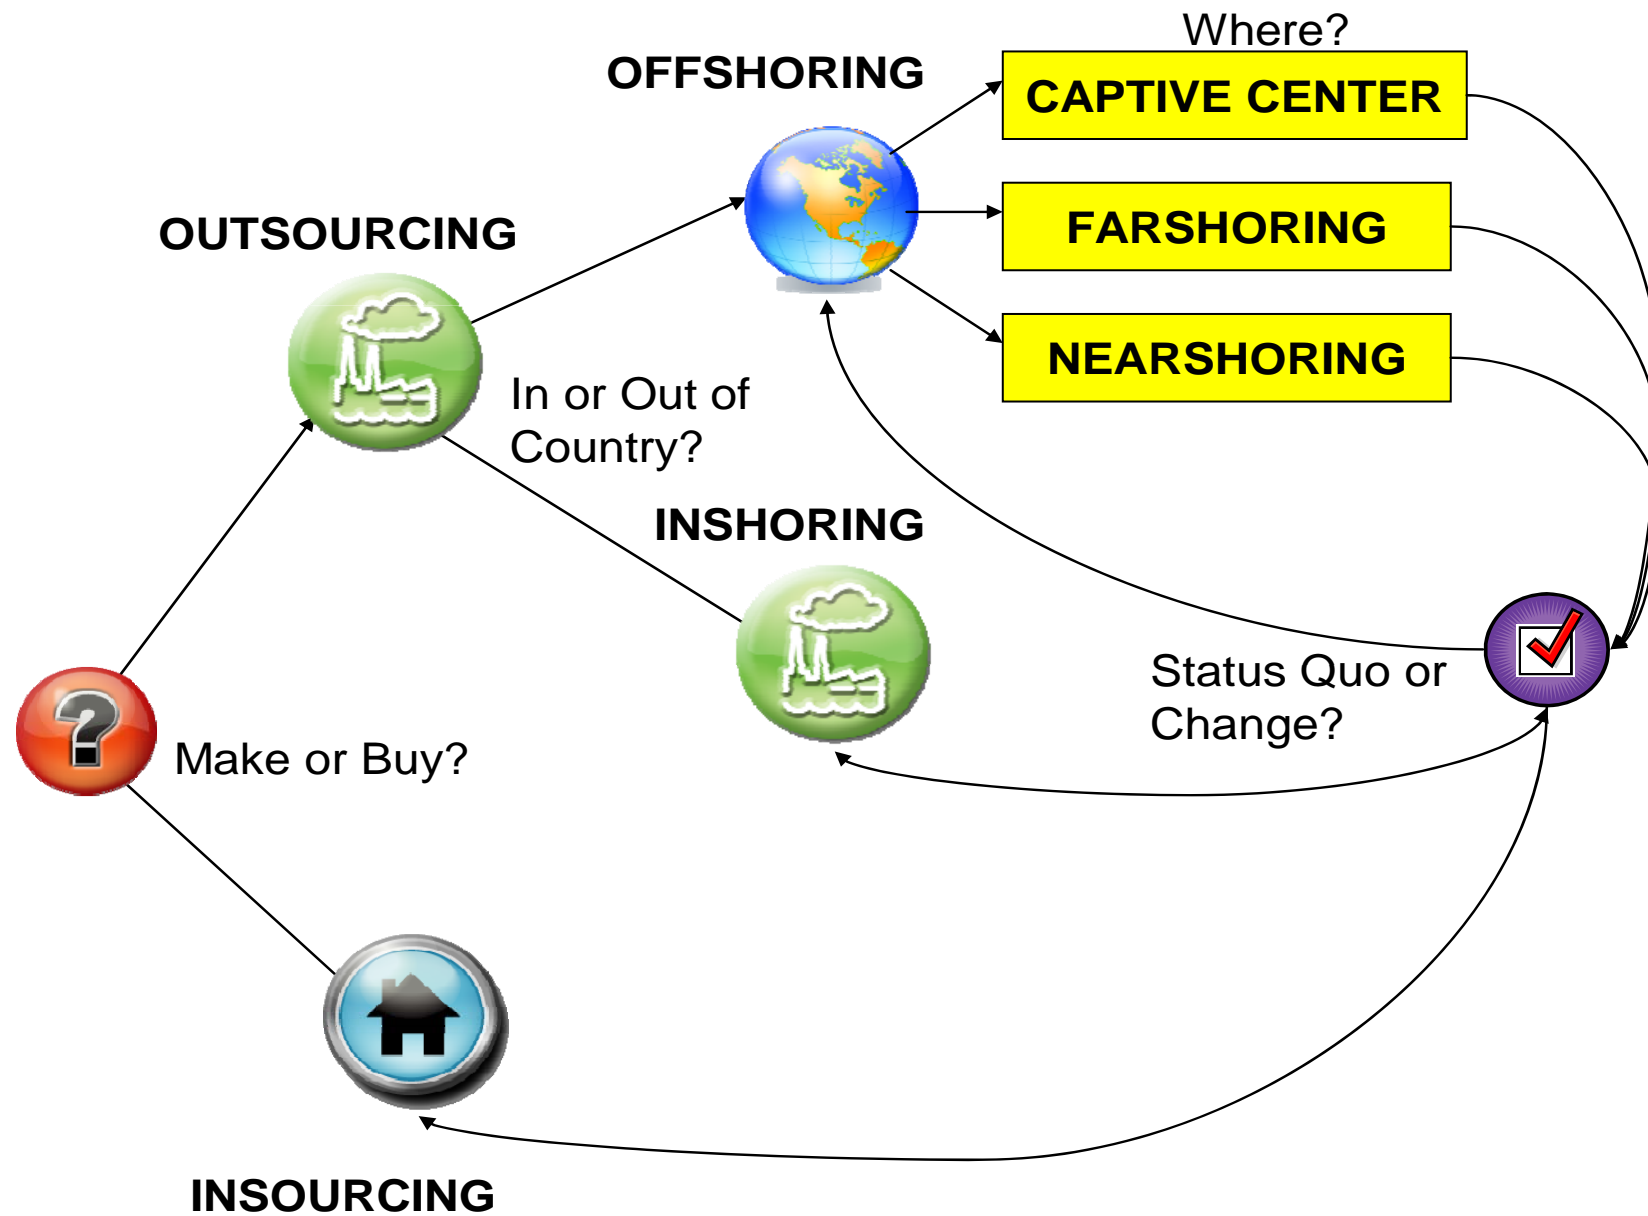 Where?
OFFSHORING
CAPTIVE CENTER
OUTSOURCING
FARSHORING
NEARSHORING
In or Out of
Country?
INSHORING
Status Quo or
Change?
Make or Buy?
INSOURCING